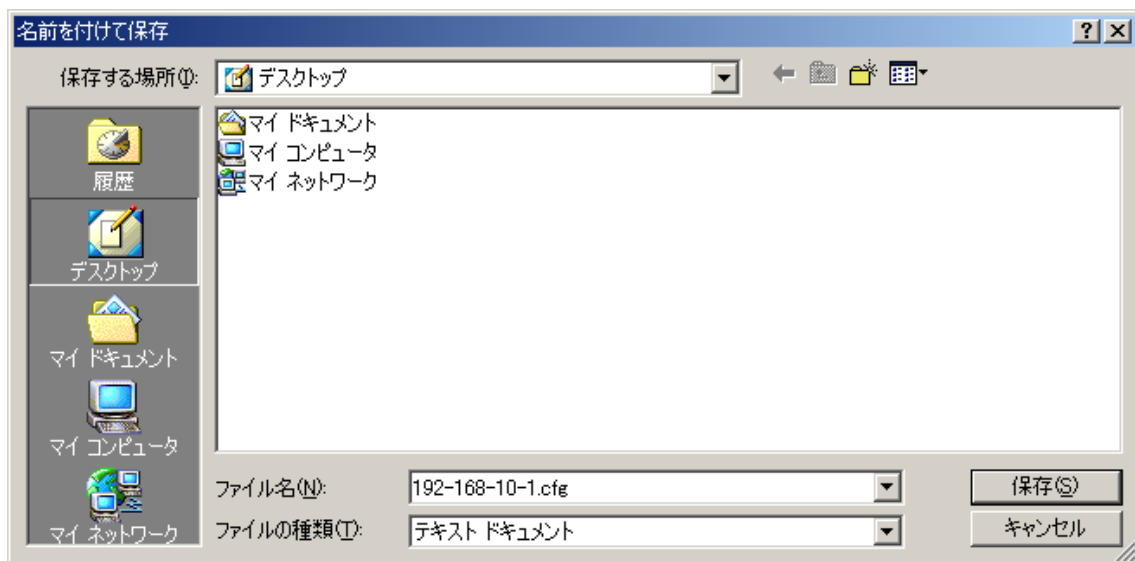 名前を付けて保存
保存する場所(I):
デスクトップ
履歴
デスクトップ
マイ ドキュメント
マイ コンピュータ
マイ ネットワーク
マイ ドキュメント
マイ コンピュータ
マイ ネットワーク
ファイル名(N):
192-168-10-1.cfg
保存(S)
ファイルの種類(T):
テキスト ドキュメント
キャンセル